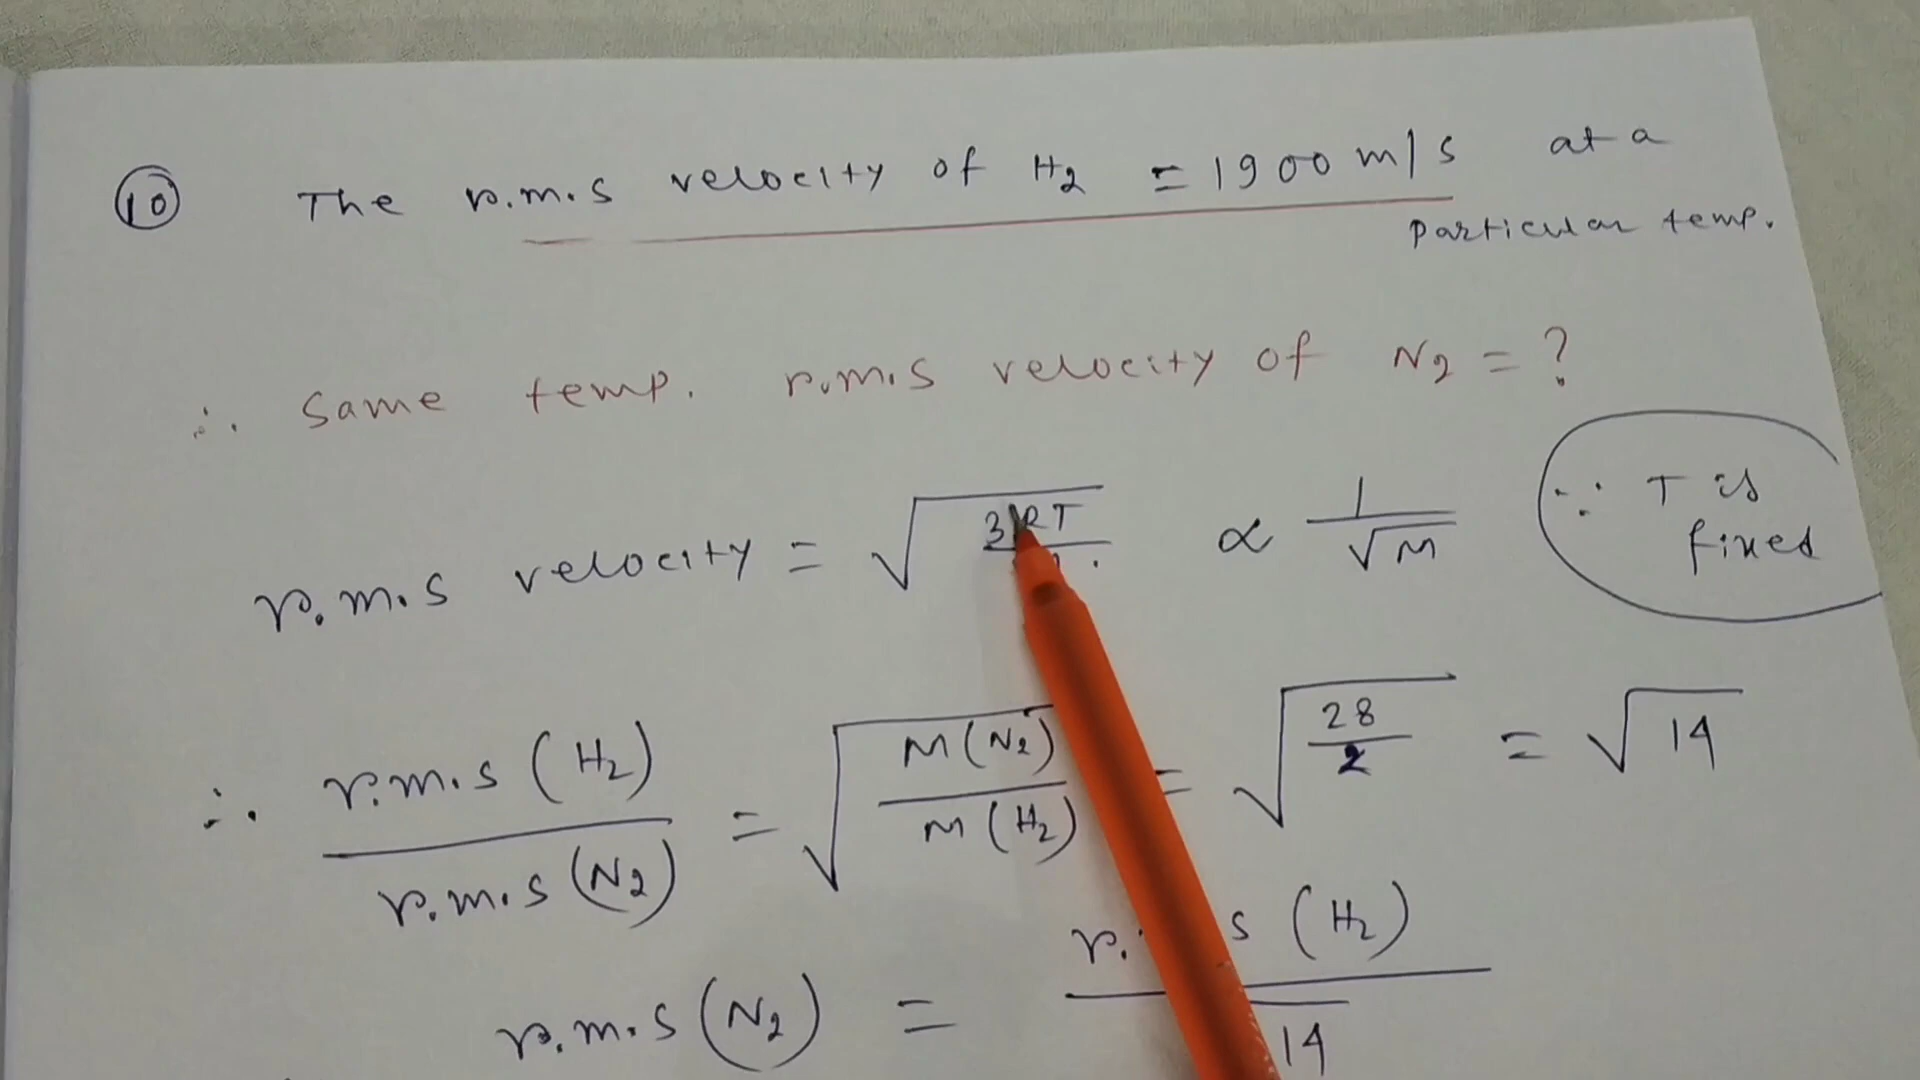 10 The r.m.s velocity of H₂ = 1900 m/s at a
particular temp.
∴ same temp. r.m.s velocity of N₂ = ?
r.m.s velocity = √(3RT/ ) ∝ 1/√M ∵ T is
fixed
∴ r.m.s (H₂) / r.m.s (N₂) = √(M(N₂) / M(H₂)) = √(28/2) = √14
r.m.s (N₂) = r. s (H₂) / 14